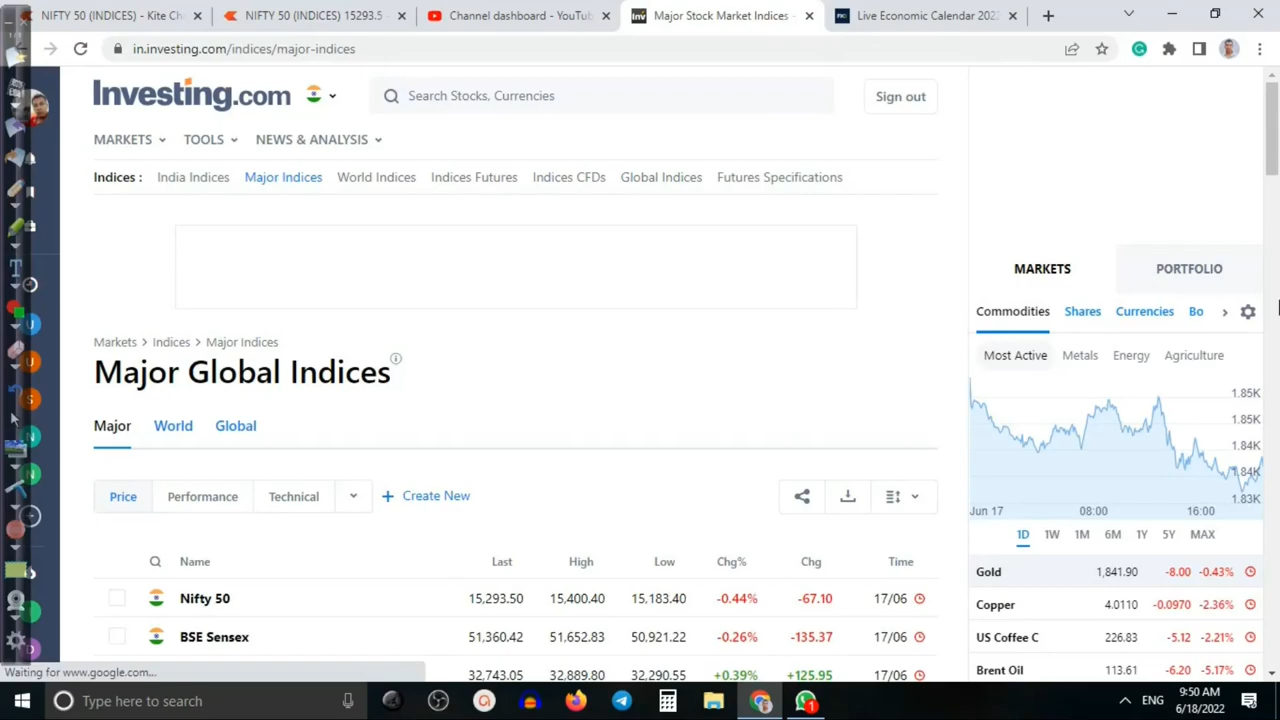 NIFTY 50 (INDICES) - Kite Ch
NIFTY 50 (INDICES) 15293.5
Channel dashboard - YouTub
Major Stock Market Indices -
Live Economic Calendar 2022
in.investing.com/indices/major-indices
Investing.com
Search Stocks, Currencies
Sign out
MARKETS
TOOLS
NEWS & ANALYSIS
Indices :
India Indices
Major Indices
World Indices
Indices Futures
Indices CFDs
Global Indices
Futures Specifications
MARKETS
PORTFOLIO
Commodities
Shares
Currencies
Bo
Most Active
Metals
Energy
Agriculture
Markets > Indices > Major Indices
Major Global Indices
Major
World
Global
1.85K
1.85K
1.84K
1.84K
1.83K
Jun 17
08:00
16:00
Price
Performance
Technical
Create New
1D
1W
1M
6M
1Y
5Y
MAX
Name Last High Low Chg% Chg Time
Nifty 50 15,293.50 15,400.40 15,183.40 -0.44% -67.10 17/06
BSE Sensex 51,360.42 51,652.83 50,921.22 -0.26% -135.37 17/06
32,743.05 32,889.80 32,290.55 +0.39% +125.95 17/06
Gold 1,841.90 -8.00 -0.43%
Copper 4.0110 -0.0970 -2.36%
US Coffee C 226.83 -5.12 -2.21%
Brent Oil 113.61 -6.20 -5.17%
Waiting for www.google.com...
Type here to search
ENG
9:50 AM
6/18/2022